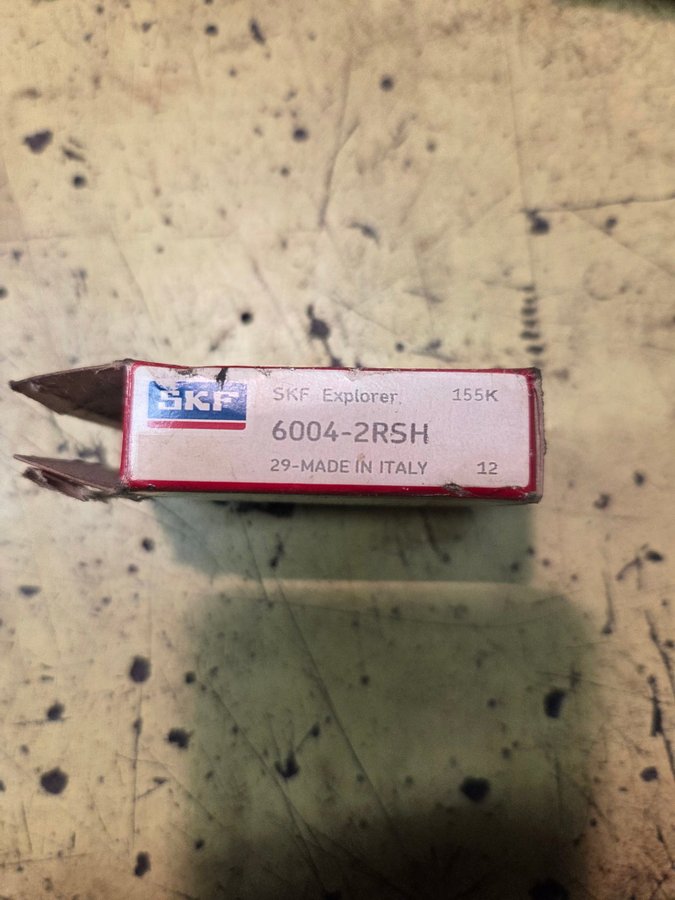 SKF
SKF Explorer
155K
6004-2RSH
29-MADE IN ITALY
12